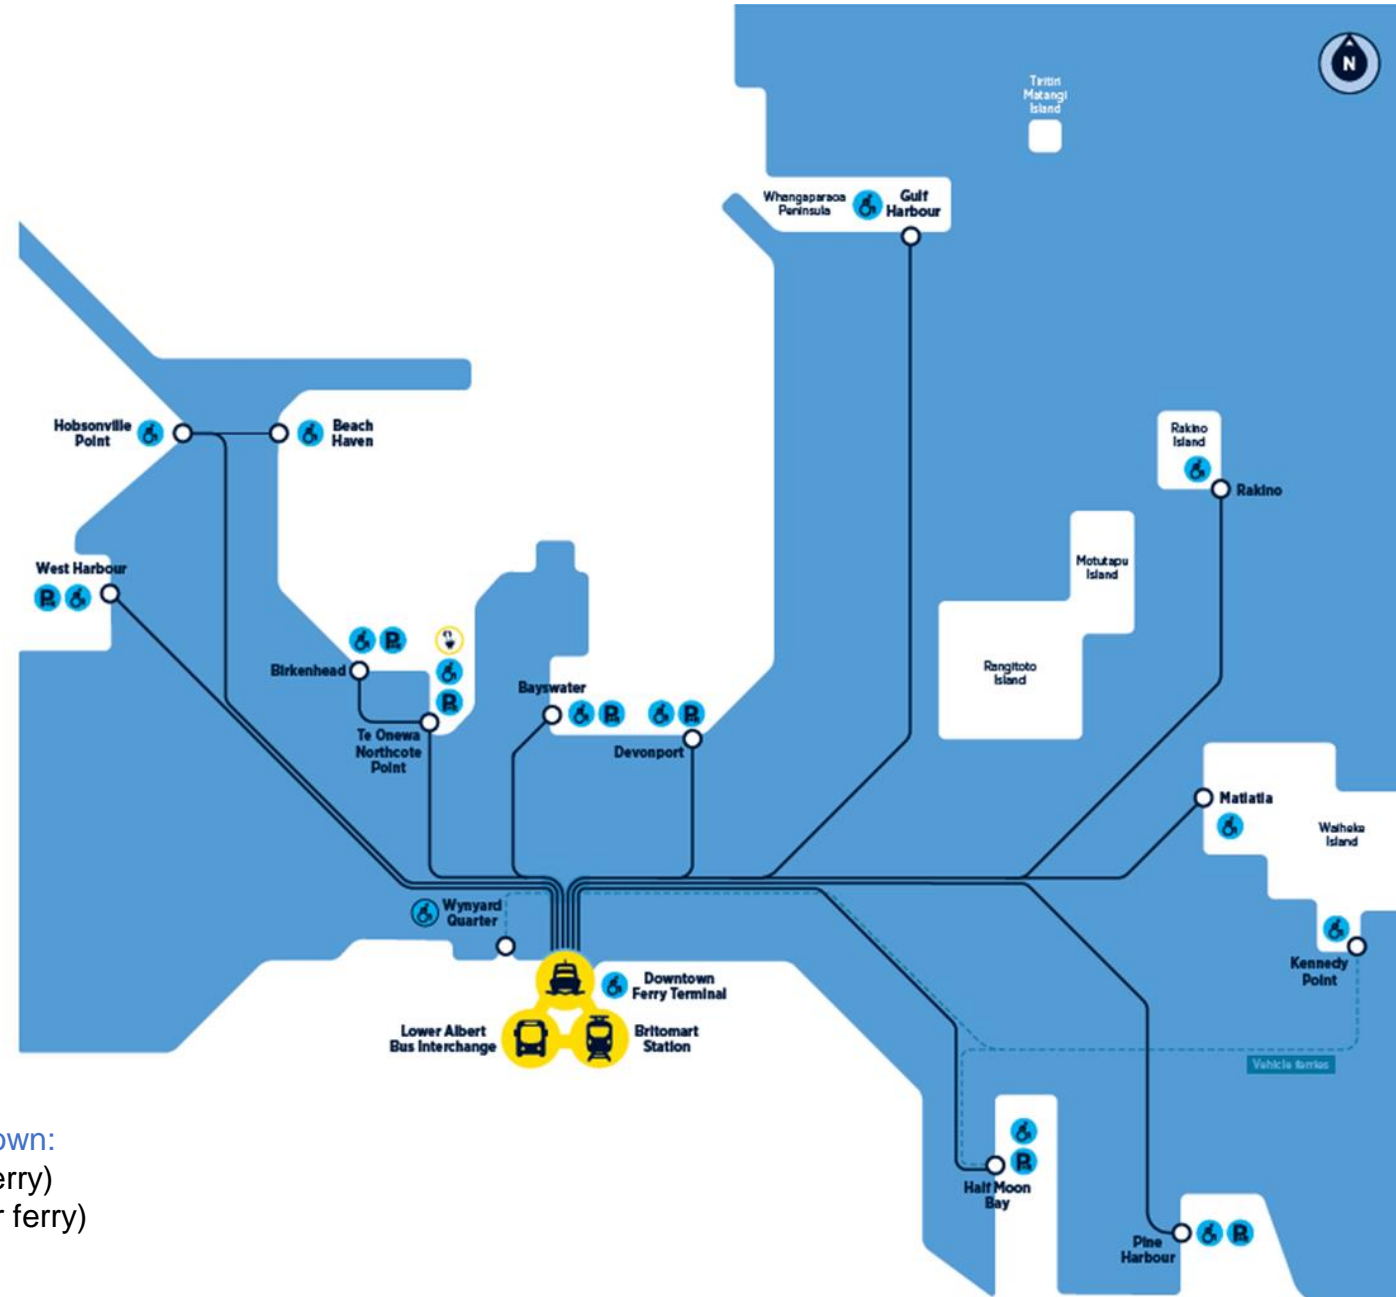 N
Tiritiri
Matangi
Island
Whangaparaoa
Peninsula
Gulf
Harbour
Hobsonville
Point
Beach
Haven
Rakino
Island
Rakino
Motutapu
Island
West Harbour
Birkenhead
Rangitoto
Island
Bayswater
Te Onewa
Northcote
Point
Devonport
Matiatia
Waiheke
Island
Wynyard
Quarter
Kennedy
Point
Downtown
Ferry Terminal
Lower Albert
Bus Interchange
Britomart
Station
Vehicle ferries
own:
erry)
r ferry)
Half Moon
Bay
Pine
Harbour